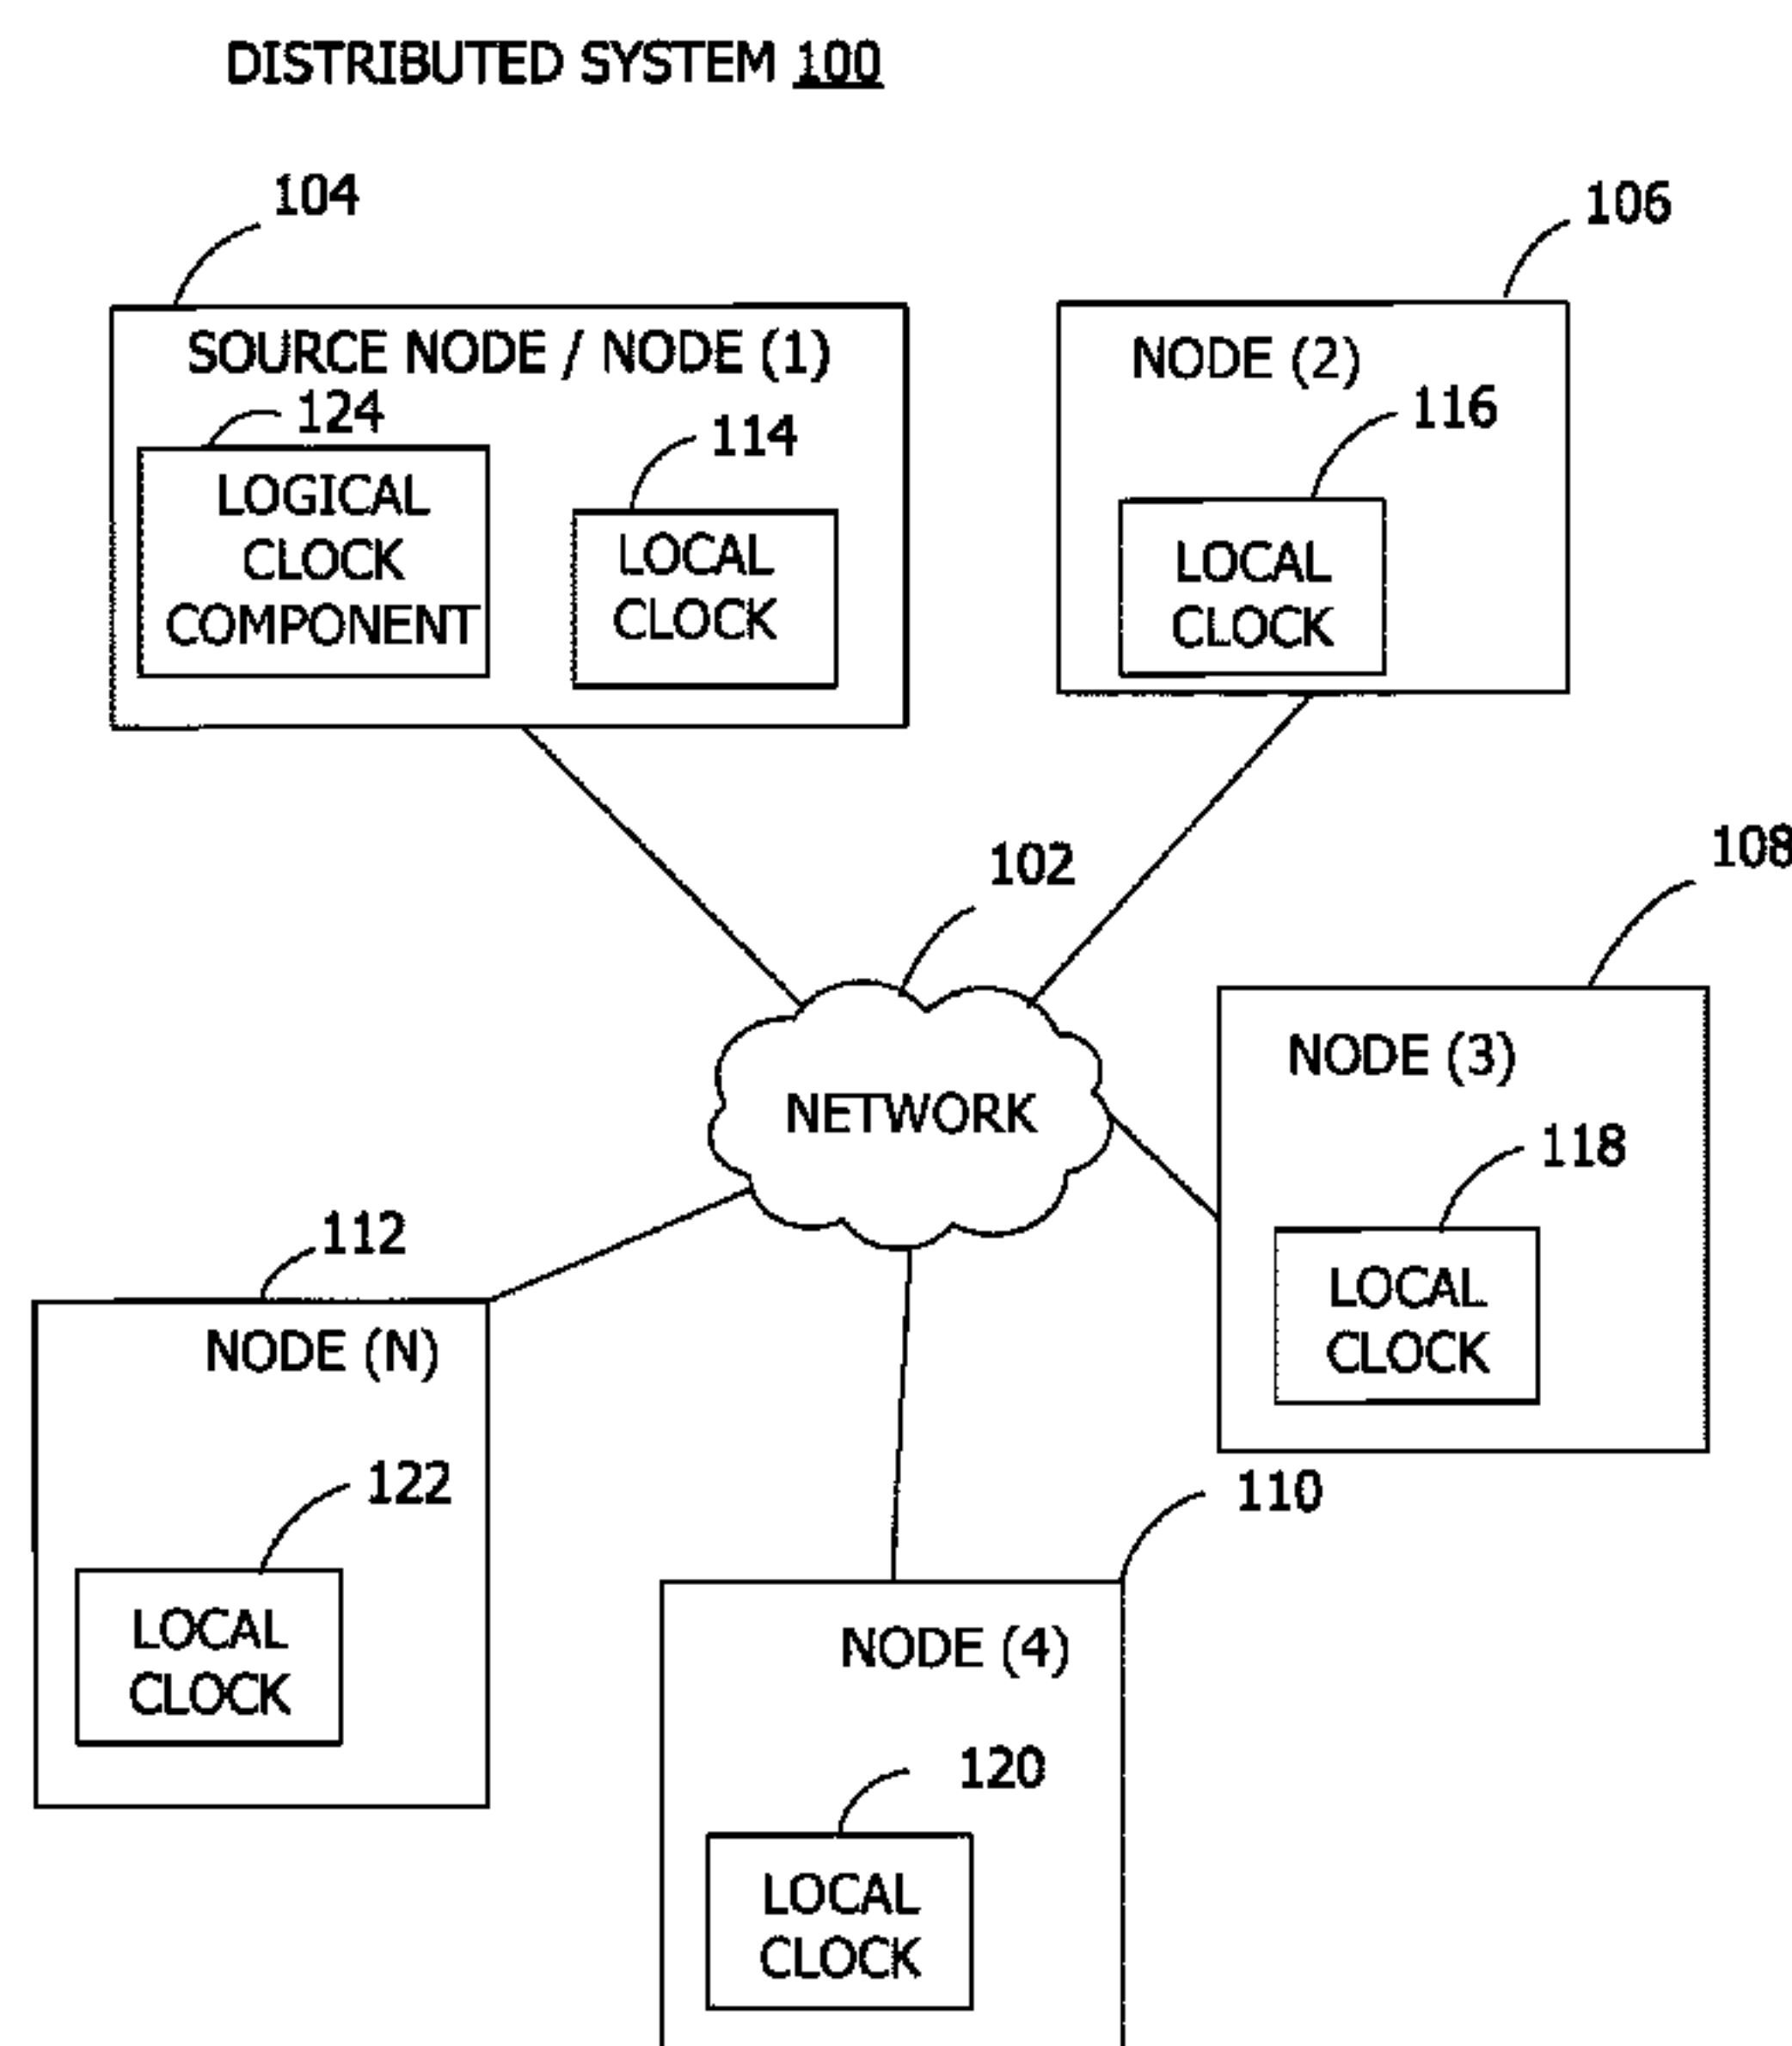 DISTRIBUTED SYSTEM 100
104
106
SOURCE NODE / NODE (1)
124
114
LOGICAL
CLOCK
COMPONENT
LOCAL
CLOCK
NODE (2)
116
LOCAL
CLOCK
102
108
NETWORK
NODE (3)
118
LOCAL
CLOCK
112
NODE (N)
122
LOCAL
CLOCK
110
NODE (4)
120
LOCAL
CLOCK